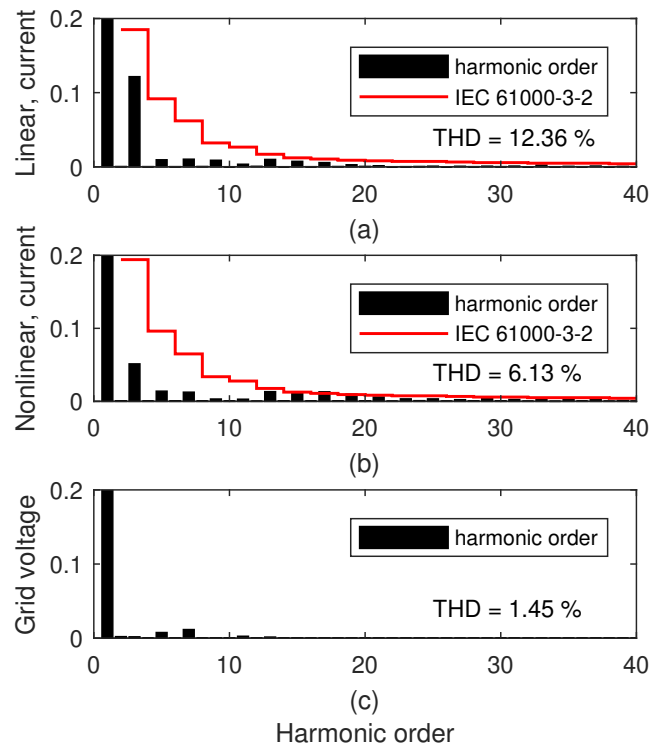 Linear, current
0.2
0.1
0
harmonic order
IEC 61000-3-2
THD = 12.36 %
0 10 20 30 40
(a)
Nonlinear, current
0.2
0.1
0
harmonic order
IEC 61000-3-2
THD = 6.13 %
0 10 20 30 40
(b)
Grid voltage
0.2
0.1
0
harmonic order
THD = 1.45 %
0 10 20 30 40
(c)
Harmonic order